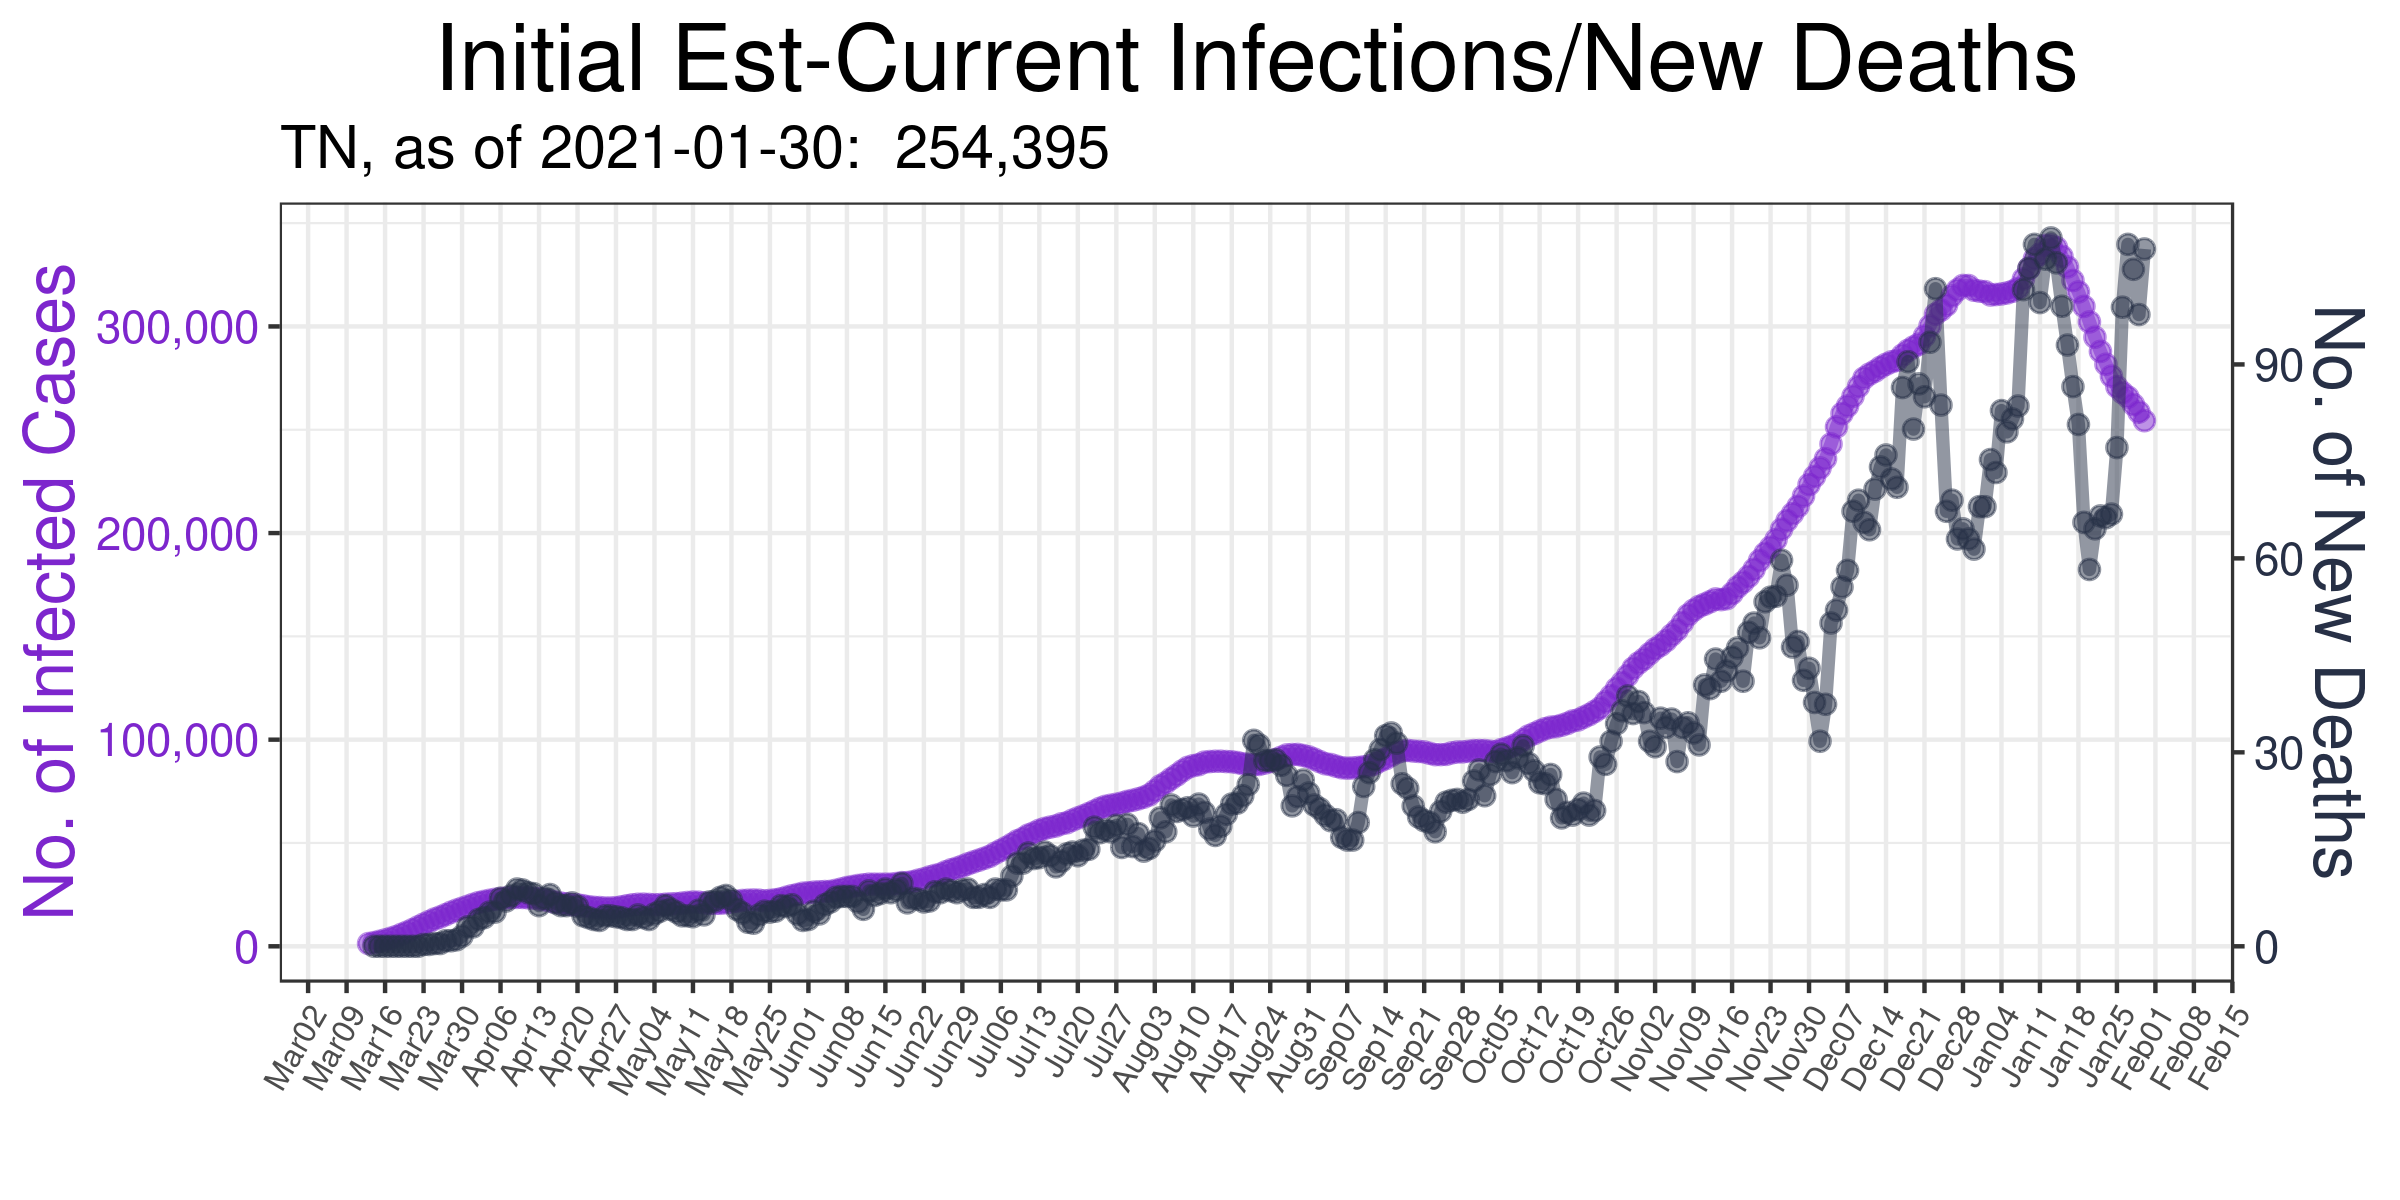 Initial Est-Current Infections/New Deaths
TN, as of 2021-01-30: 254,395
No. of Infected Cases
300,000
200,000
100,000
0
90
60
30
0
No. of New Deaths
Mar02
Mar09
Mar16
Mar23
Mar30
Apr06
Apr13
Apr20
Apr27
May04
May11
May18
May25
Jun01
Jun08
Jun15
Jun22
Jun29
Jul06
Jul13
Jul20
Jul27
Aug03
Aug10
Aug17
Aug24
Aug31
Sep07
Sep14
Sep21
Sep28
Oct05
Oct12
Oct19
Oct26
Nov02
Nov09
Nov16
Nov23
Nov30
Dec07
Dec14
Dec21
Dec28
Jan04
Jan11
Jan18
Jan25
Feb01
Feb08
Feb15